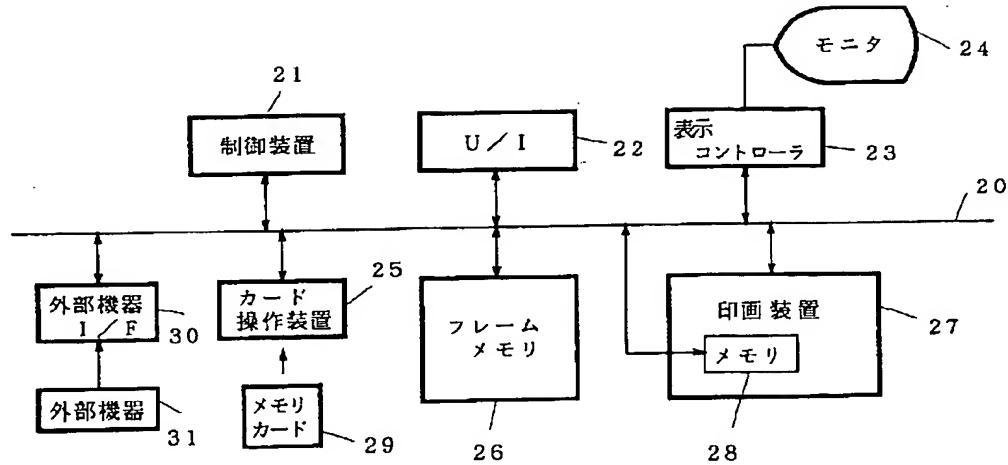 モニタ
24
21
制御装置
U/I
22
表示
コントローラ
23
20
外部機器
I/F
30
カード
操作装置
25
フレーム
メモリ
26
印画装置
メモリ
27
28
外部機器
31
メモリ
カード
29